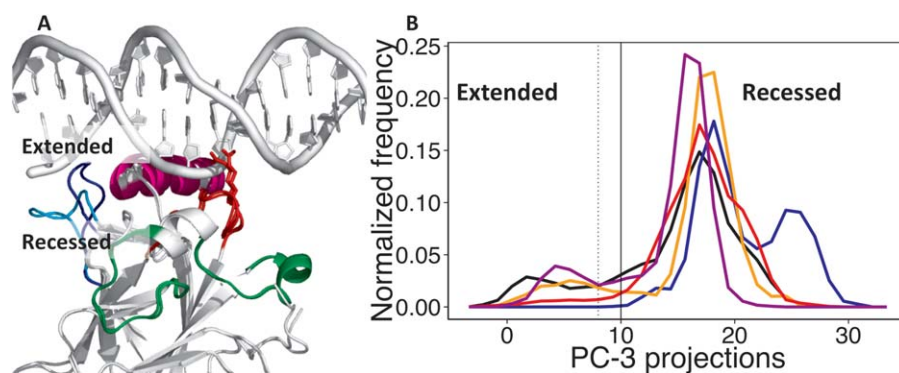 A
Extended
Recessed
B
Normalized frequency
0.25
0.20
0.15
0.10
0.05
0.00
Extended
Recessed
0
10
20
30
PC-3 projections